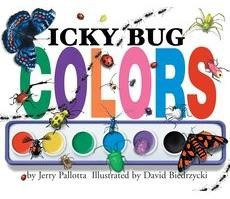 ICKY BUG
COLORS
by Jerry Pallotta Illustrated by David Biedrzycki